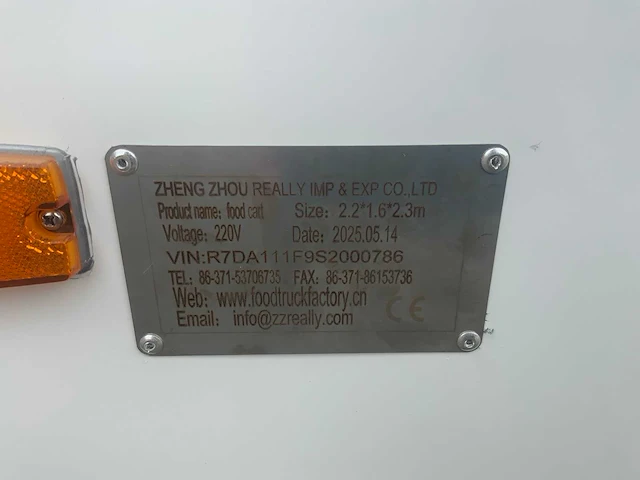 ZHENG ZHOU REALLY IMP & EXP CO.,LTD
Product name: food cart Size: 2.2*1.6*2.3m
Voltage: 220V Date: 2025.05.14
VIN:R7DA111F9S2000786
TEL: 86-371-53706735 FAX: 86-371-86153736
Web: www.foodtruckfactory.cn
Email: info@zzreally.com CE